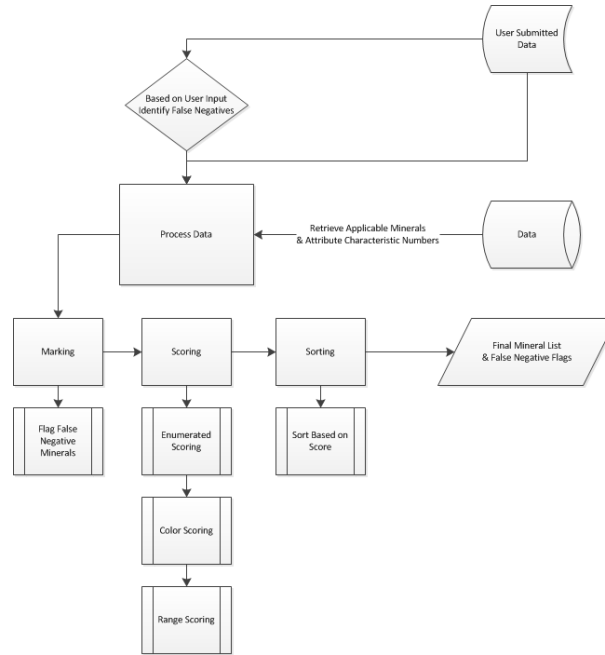 User Submitted
Data
Based on User Input
Identify False Negatives
Process Data
Retrieve Applicable Minerals
& Attribute Characteristic Numbers
Data
Marking
Scoring
Sorting
Final Mineral List
& False Negative Flags
Flag False
Negative
Minerals
Enumerated
Scoring
Sort Based on
Score
Color Scoring
Range Scoring